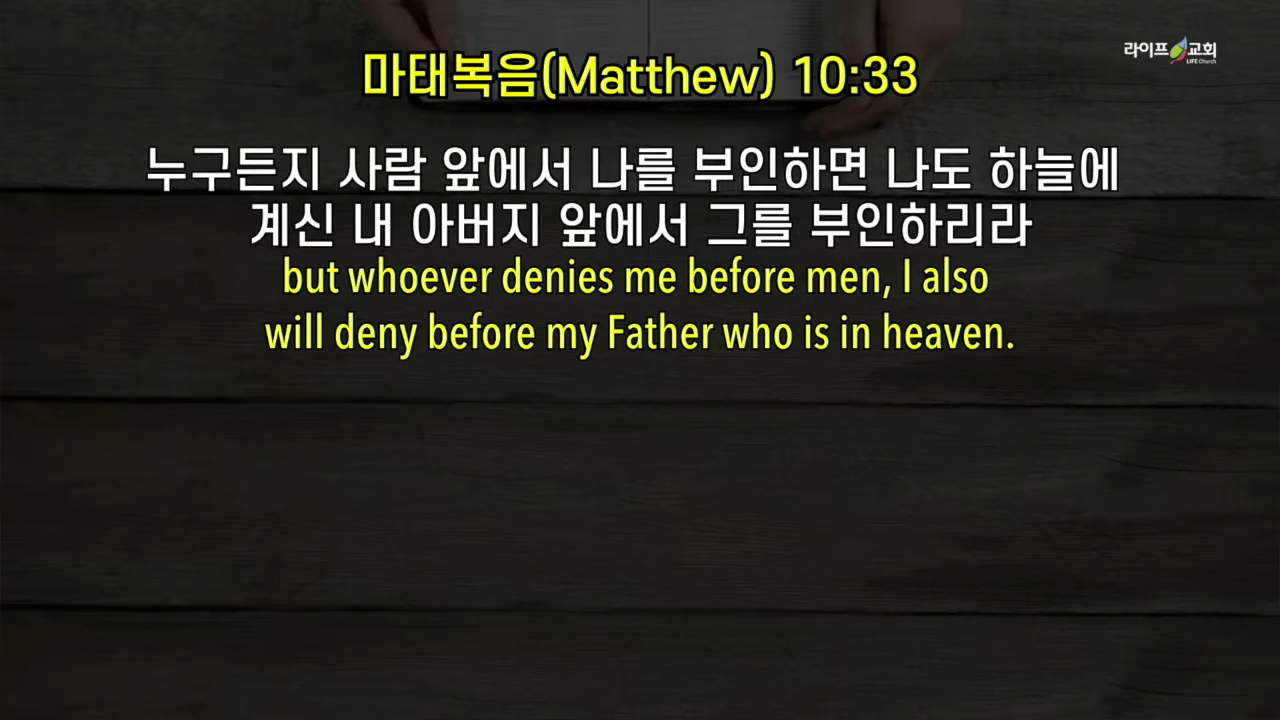 라이프교회
LIFE Church
마태복음(Matthew) 10:33
누구든지 사람 앞에서 나를 부인하면 나도 하늘에
계신 내 아버지 앞에서 그를 부인하리라
but whoever denies me before men, I also
will deny before my Father who is in heaven.